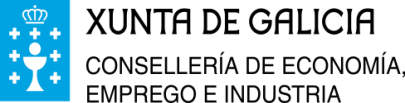 XUNTA DE GALICIA
CONSELLERÍA DE ECONOMÍA,
EMPREGO E INDUSTRIA